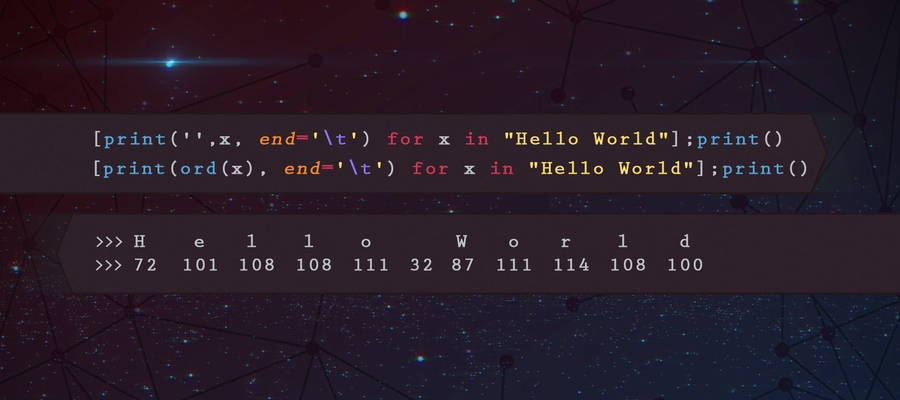 [print('',x, end='\t') for x in "Hello World"];print()
[print(ord(x), end='\t') for x in "Hello World"];print()
>>> H e l l o W o r l d
>>> 72 101 108 108 111 32 87 111 114 108 100